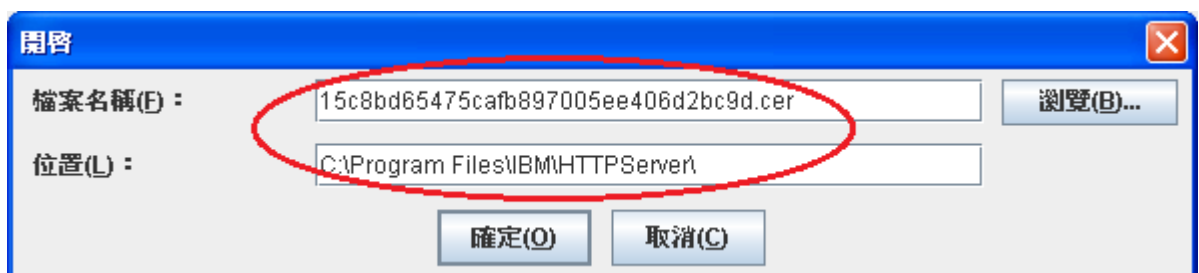 開啓
檔案名稱(F)： 15c8bd65475cafb897005ee406d2bc9d.cer 瀏覽(B)...
位置(L)： C:\Program Files\IBM\HTTPServer\
確定(O) 取消(C)